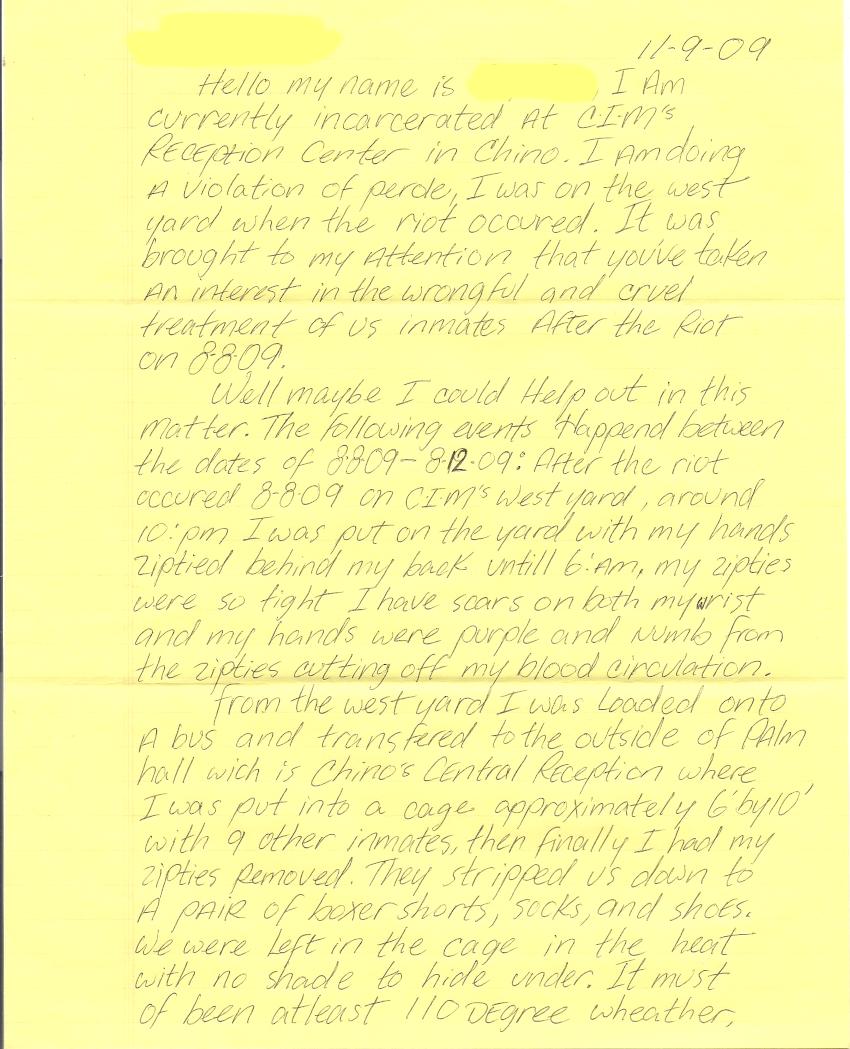 11-9-09
Hello my name is , I Am
currently incarcerated At C.I.M's
RECEption Center in Chino. I Am doing
A violation of perole, I was on the west
yard when the riot occured. It was
brought to my Attention that you've taken
An interest in the wrongful and cruel
treatment of us inmates After the Riot
on 8-8-09.
Well maybe I could Help out in this
matter. The following events Happend between
the dates of 8-8-09 - 8-12-09: After the riot
occured 8-8-09 on C.I.M's West yard, around
10:pm I was put on the yard with my hands
ziptied behind my back untill 6:Am, my zipties
were so tight I have scars on both my wrist
and my hands were purple and Numb from
the zipties cutting off my blood circulation.
From the west yard I was Loaded onto
A bus and transfered to the outside of PAlm
hall wich is Chino's CEntral Reception where
I was put into a cage approximately 6' by 10'
with 9 other inmates, then finally I had my
zipties Removed. They stripped us down to
A pAIR of boxer shorts, socks, and shoEs.
We were Left in the cage in the heat
with no shade to hide under. It must
of been atleast 110 DEgree wheather,